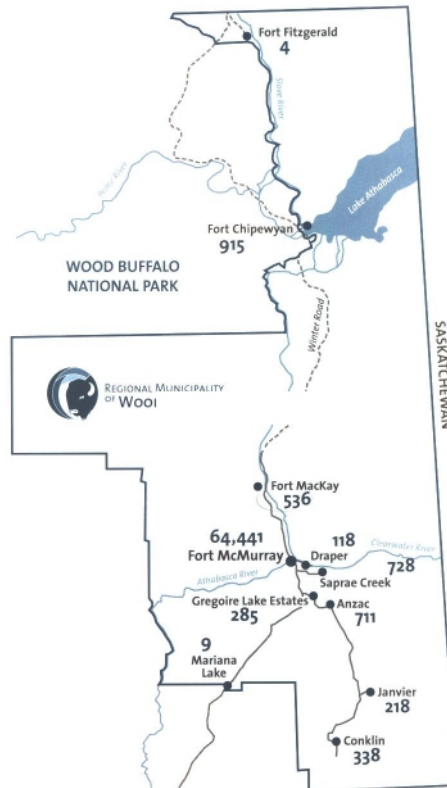 Fort Fitzgerald
4
Slave River
Peace River
Lake Athabasca
Fort Chipewyan
915
WOOD BUFFALO
NATIONAL PARK
Winter Road
SASKATCHEWAN
REGIONAL MUNICIPALITY
OF WOO
Fort MacKay
536
64,441
118
Fort McMurray
Draper
Clearwater River
728
Athabasca River
Saprae Creek
Gregoire Lake Estates
Anzac
285
711
9
Mariana
Lake
Janvier
218
Conklin
338